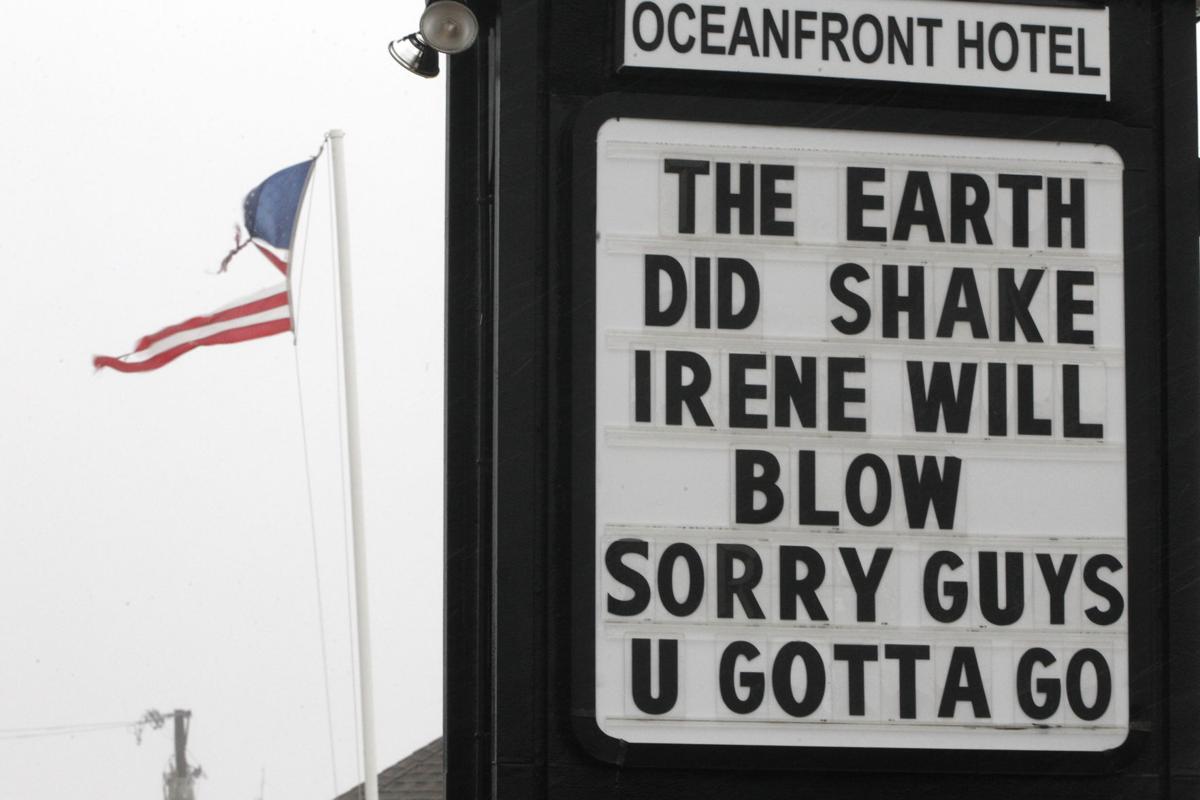 OCEANFRONT HOTEL
THE EARTH
DID SHAKE
IRENE WILL
BLOW
SORRY GUYS
U GOTTA GO